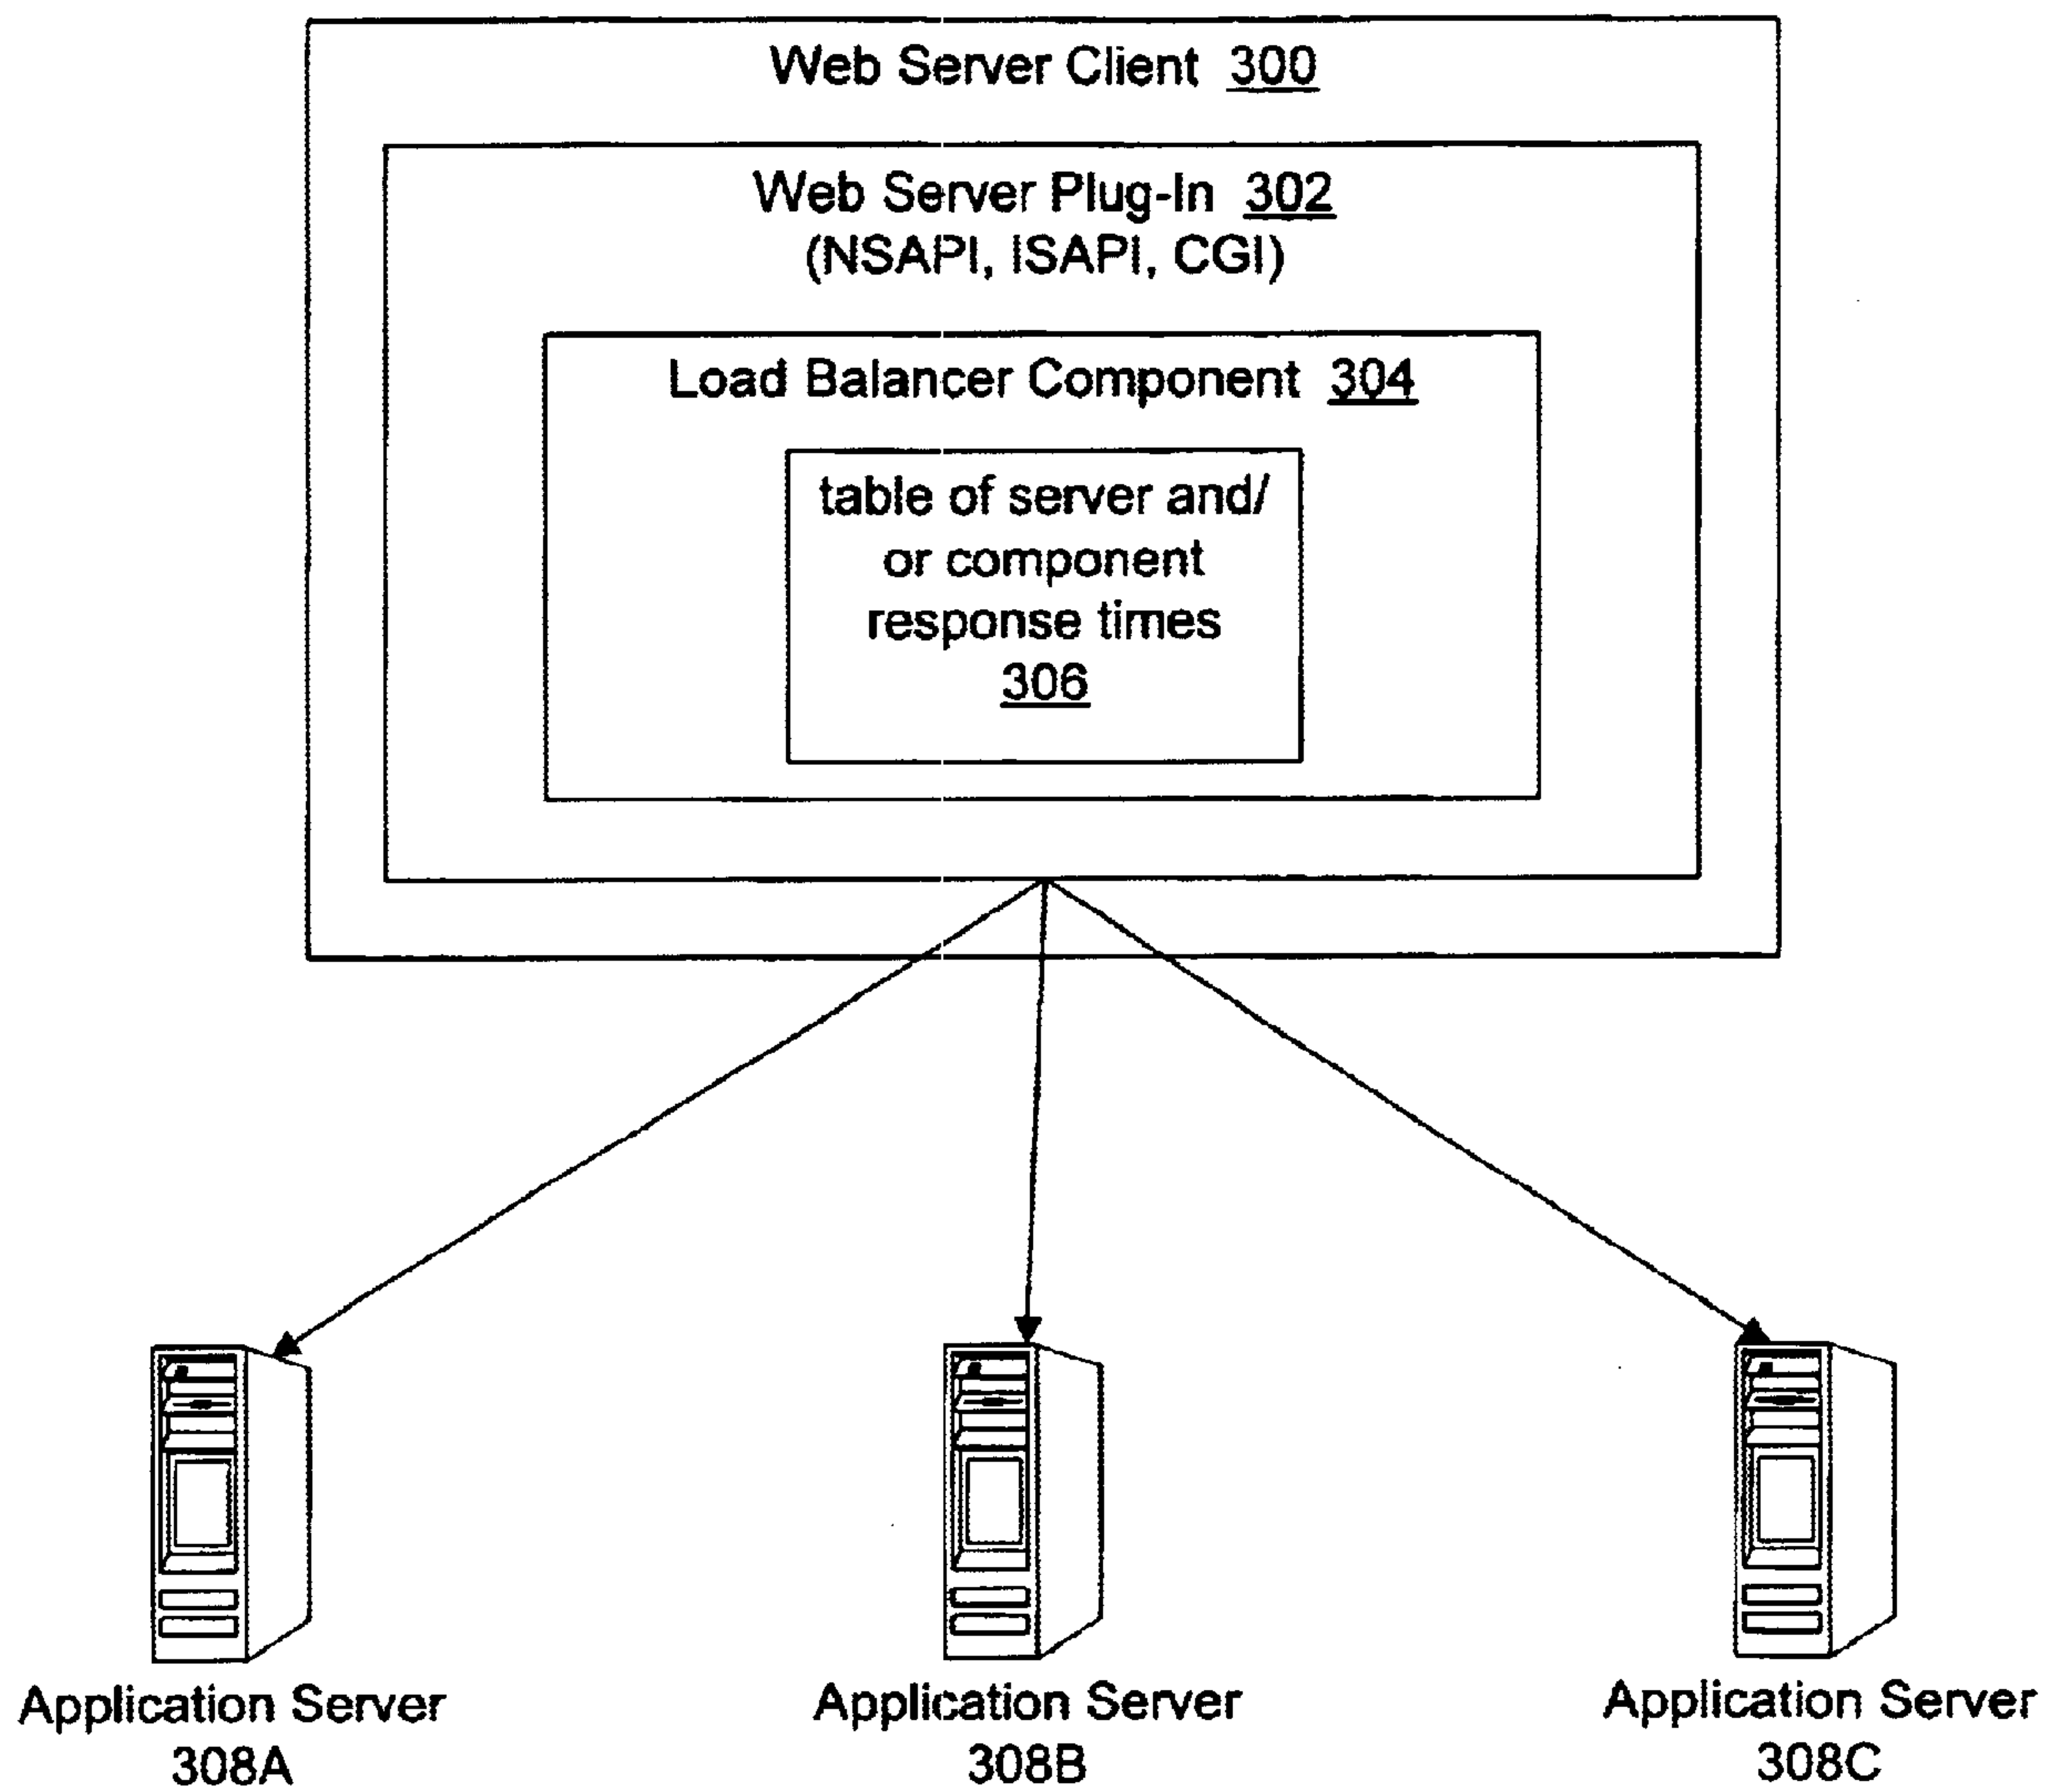 Web Server Client 300
Web Server Plug-In 302
(NSAPI, ISAPI, CGI)
Load Balancer Component 304
table of server and/
or component
response times
306
Application Server
308A
Application Server
308B
Application Server
308C